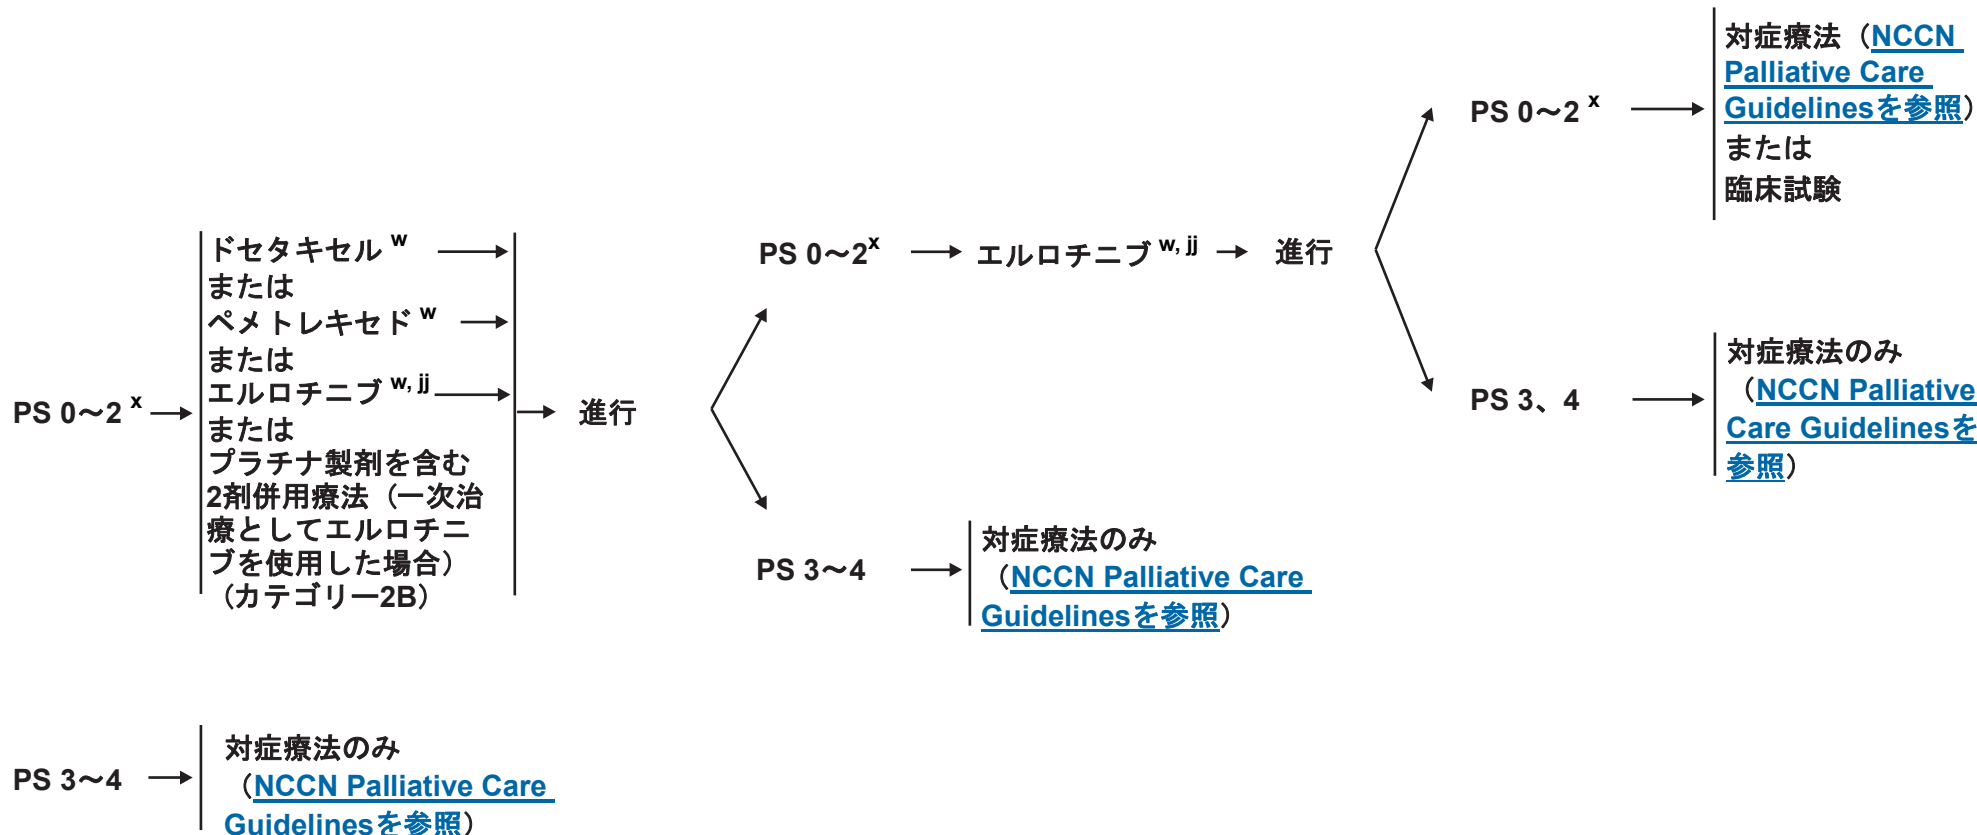 PS 0～2 x
ドセタキセル w
または
ペメトレキセド w
または
エルロチニブ w, jj
または
プラチナ製剤を含む
2剤併用療法（一次治
療としてエルロチニ
ブを使用した場合）
（カテゴリー2B）
進行
PS 0～2x
エルロチニブ w, jj
進行
PS 0～2 x
対症療法（NCCN
Palliative Care
Guidelinesを参照）
または
臨床試験
PS 3、4
対症療法のみ
（NCCN Palliative
Care Guidelinesを
参照）
PS 3～4
対症療法のみ
（NCCN Palliative Care
Guidelinesを参照）
PS 3～4
対症療法のみ
（NCCN Palliative Care
Guidelinesを参照）